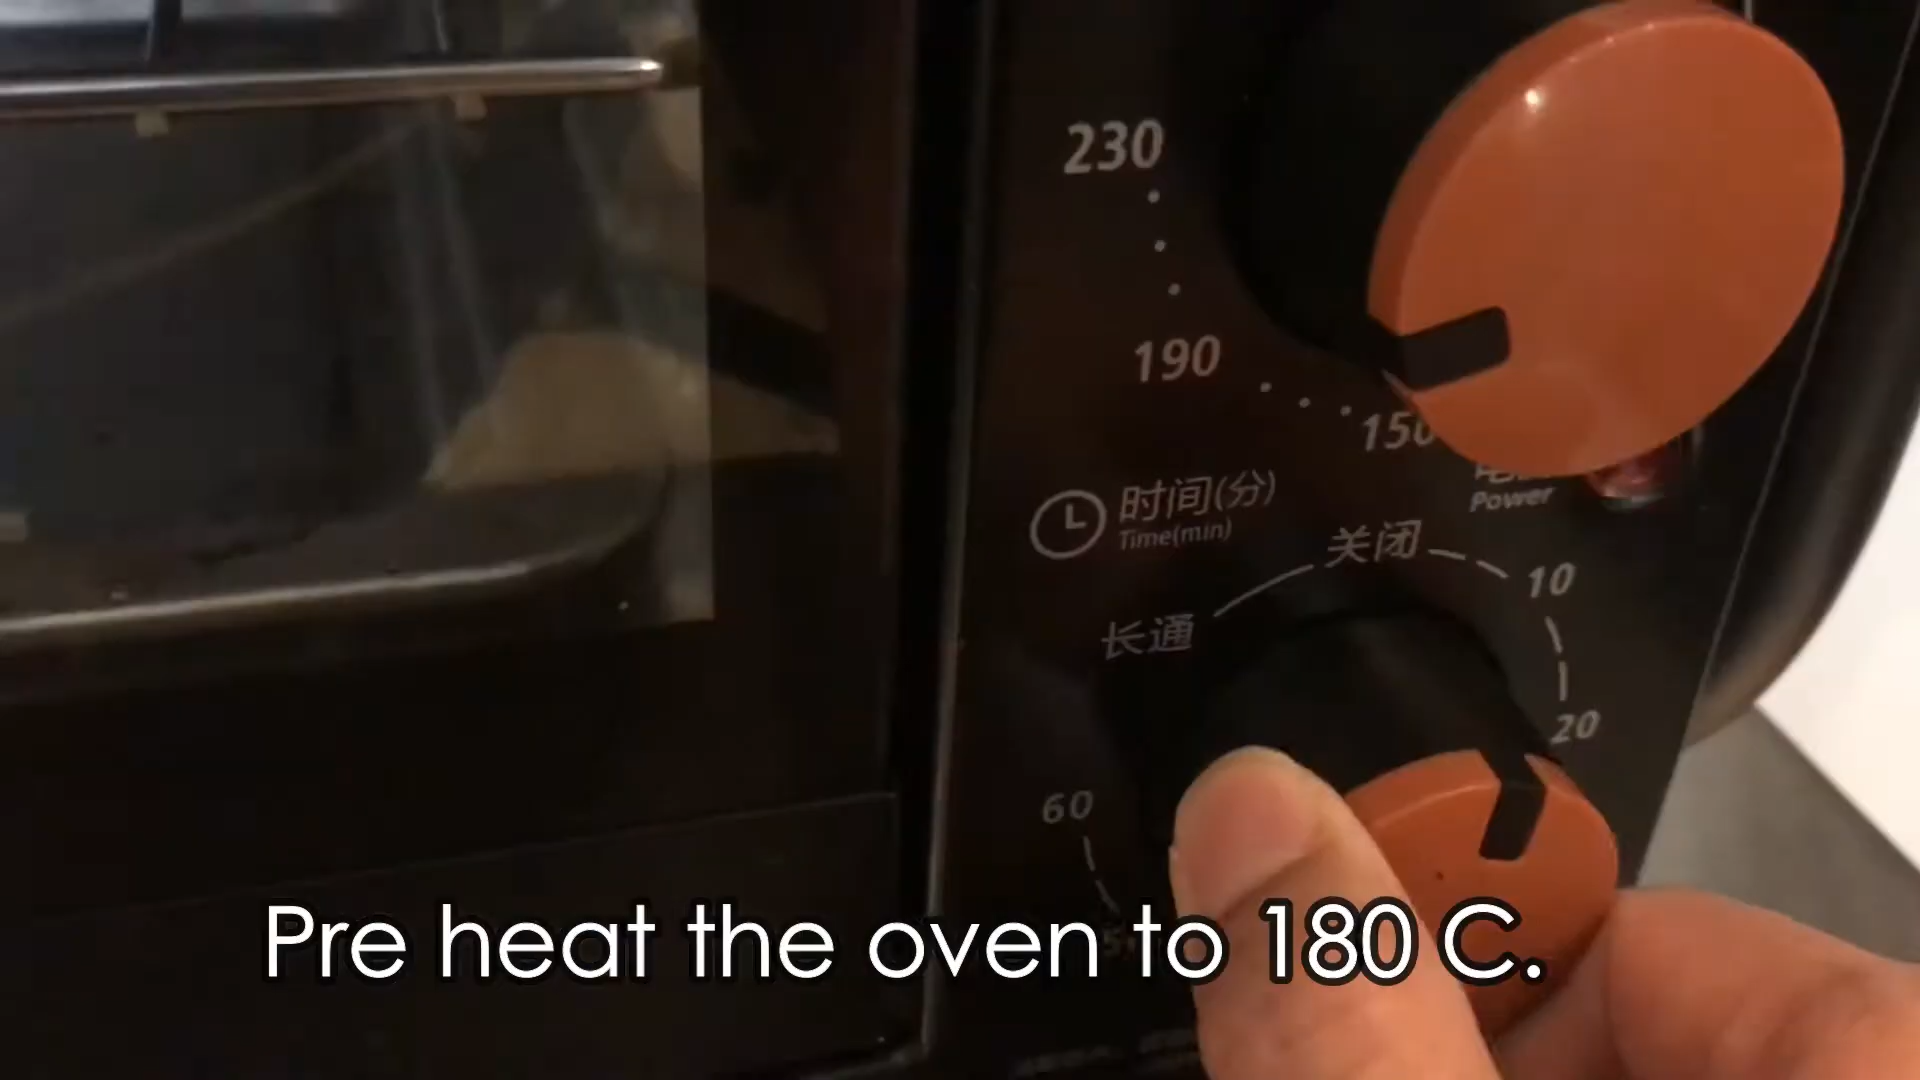 230
190
150
Power
时间(分)
Time(min)
关闭
10
长通
20
60
Pre heat the oven to 180 C.